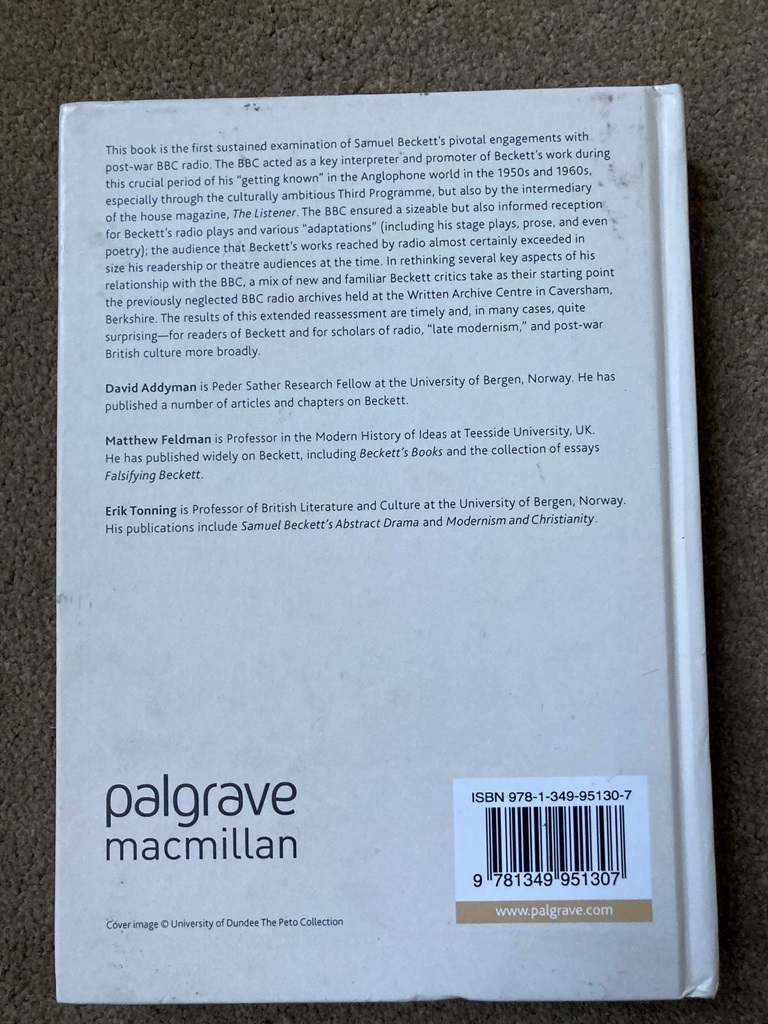 This book is the first sustained examination of Samuel Beckett's pivotal engagements with
post-war BBC radio. The BBC acted as a key interpreter and promoter of Beckett's work during
this crucial period of his "getting known" in the Anglophone world in the 1950s and 1960s,
especially through the culturally ambitious Third Programme, but also by the intermediary
of the house magazine, The Listener. The BBC ensured a sizeable but also informed reception
for Beckett's radio plays and various "adaptations" (including his stage plays, prose, and even
poetry); the audience that Beckett's works reached by radio almost certainly exceeded in
size his readership or theatre audiences at the time. In rethinking several key aspects of his
relationship with the BBC, a mix of new and familiar Beckett critics take as their starting point
the previously neglected BBC radio archives held at the Written Archive Centre in Caversham,
Berkshire. The results of this extended reassessment are timely and, in many cases, quite
surprising—for readers of Beckett and for scholars of radio, "late modernism," and post-war
British culture more broadly.
David Addyman is Peder Sather Research Fellow at the University of Bergen, Norway. He has
published a number of articles and chapters on Beckett.
Matthew Feldman is Professor in the Modern History of Ideas at Teesside University, UK.
He has published widely on Beckett, including Beckett's Books and the collection of essays
Falsifying Beckett.
Erik Tonning is Professor of British Literature and Culture at the University of Bergen, Norway.
His publications include Samuel Beckett's Abstract Drama and Modernism and Christianity.
palgrave
macmillan
Cover image © University of Dundee The Peto Collection
ISBN 978-1-349-95130-7
9 781349 951307
www.palgrave.com